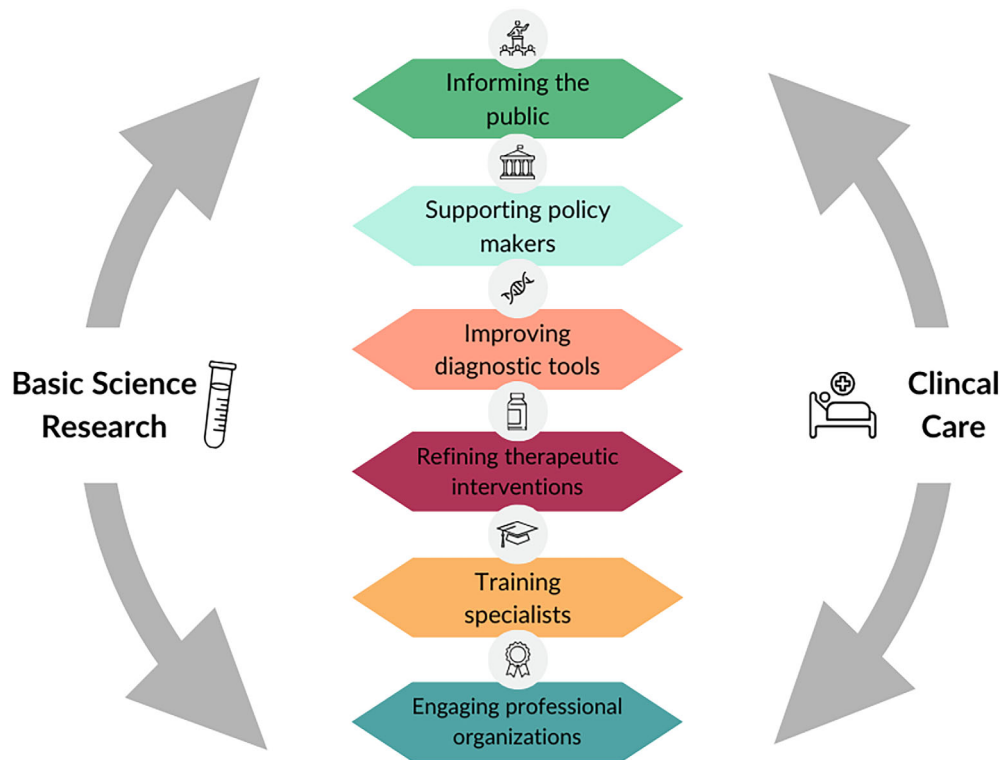 Informing the
public
Supporting policy
makers
Improving
diagnostic tools
Basic Science
Research
Clincal
Care
Refining therapeutic
interventions
Training
specialists
Engaging professional
organizations